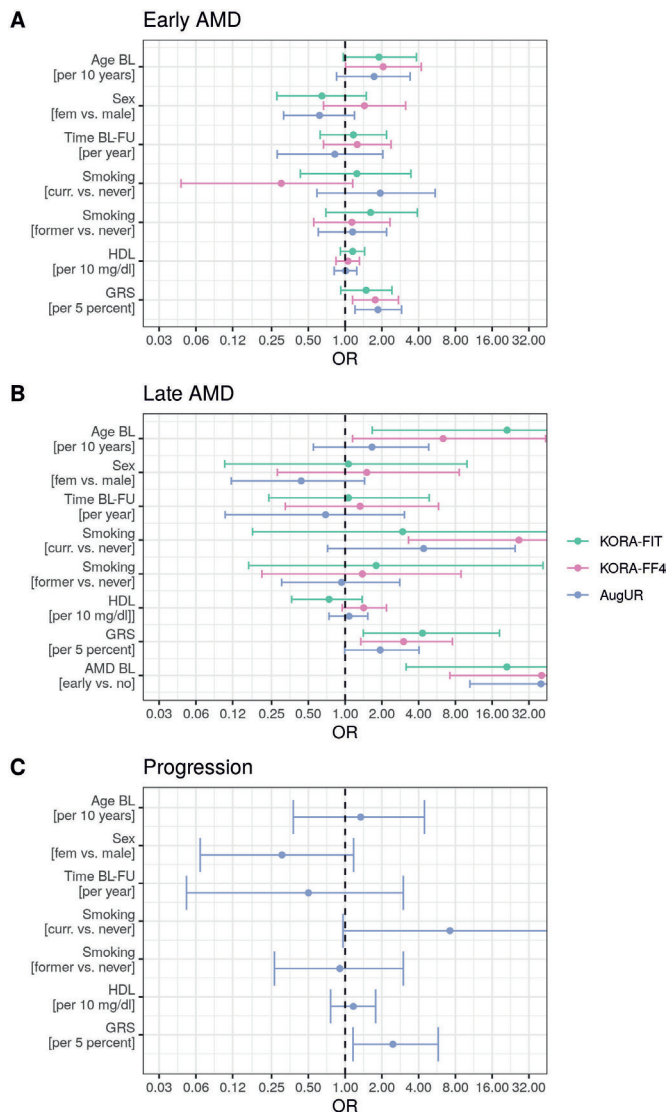 A Early AMD
Age BL
[per 10 years]
Sex
[fem vs. male]
Time BL-FU
[per year]
Smoking
[curr. vs. never]
Smoking
[former vs. never]
HDL
[per 10 mg/dl]
GRS
[per 5 percent]
0.03 0.06 0.12 0.25 0.50 1.00 2.00 4.00 8.00 16.00 32.00
OR
B Late AMD
Age BL
[per 10 years]
Sex
[fem vs. male]
Time BL-FU
[per year]
Smoking
[curr. vs. never]
Smoking
[former vs. never]
HDL
[per 10 mg/dl]]
GRS
[per 5 percent]
AMD BL
[early vs. no]
0.03 0.06 0.12 0.25 0.50 1.00 2.00 4.00 8.00 16.00 32.00
OR
KORA-FIT
KORA-FF4
AugUR
C Progression
Age BL
[per 10 years]
Sex
[fem vs. male]
Time BL-FU
[per year]
Smoking
[curr. vs. never]
Smoking
[former vs. never]
HDL
[per 10 mg/dl]
GRS
[per 5 percent]
0.03 0.06 0.12 0.25 0.50 1.00 2.00 4.00 8.00 16.00 32.00
OR